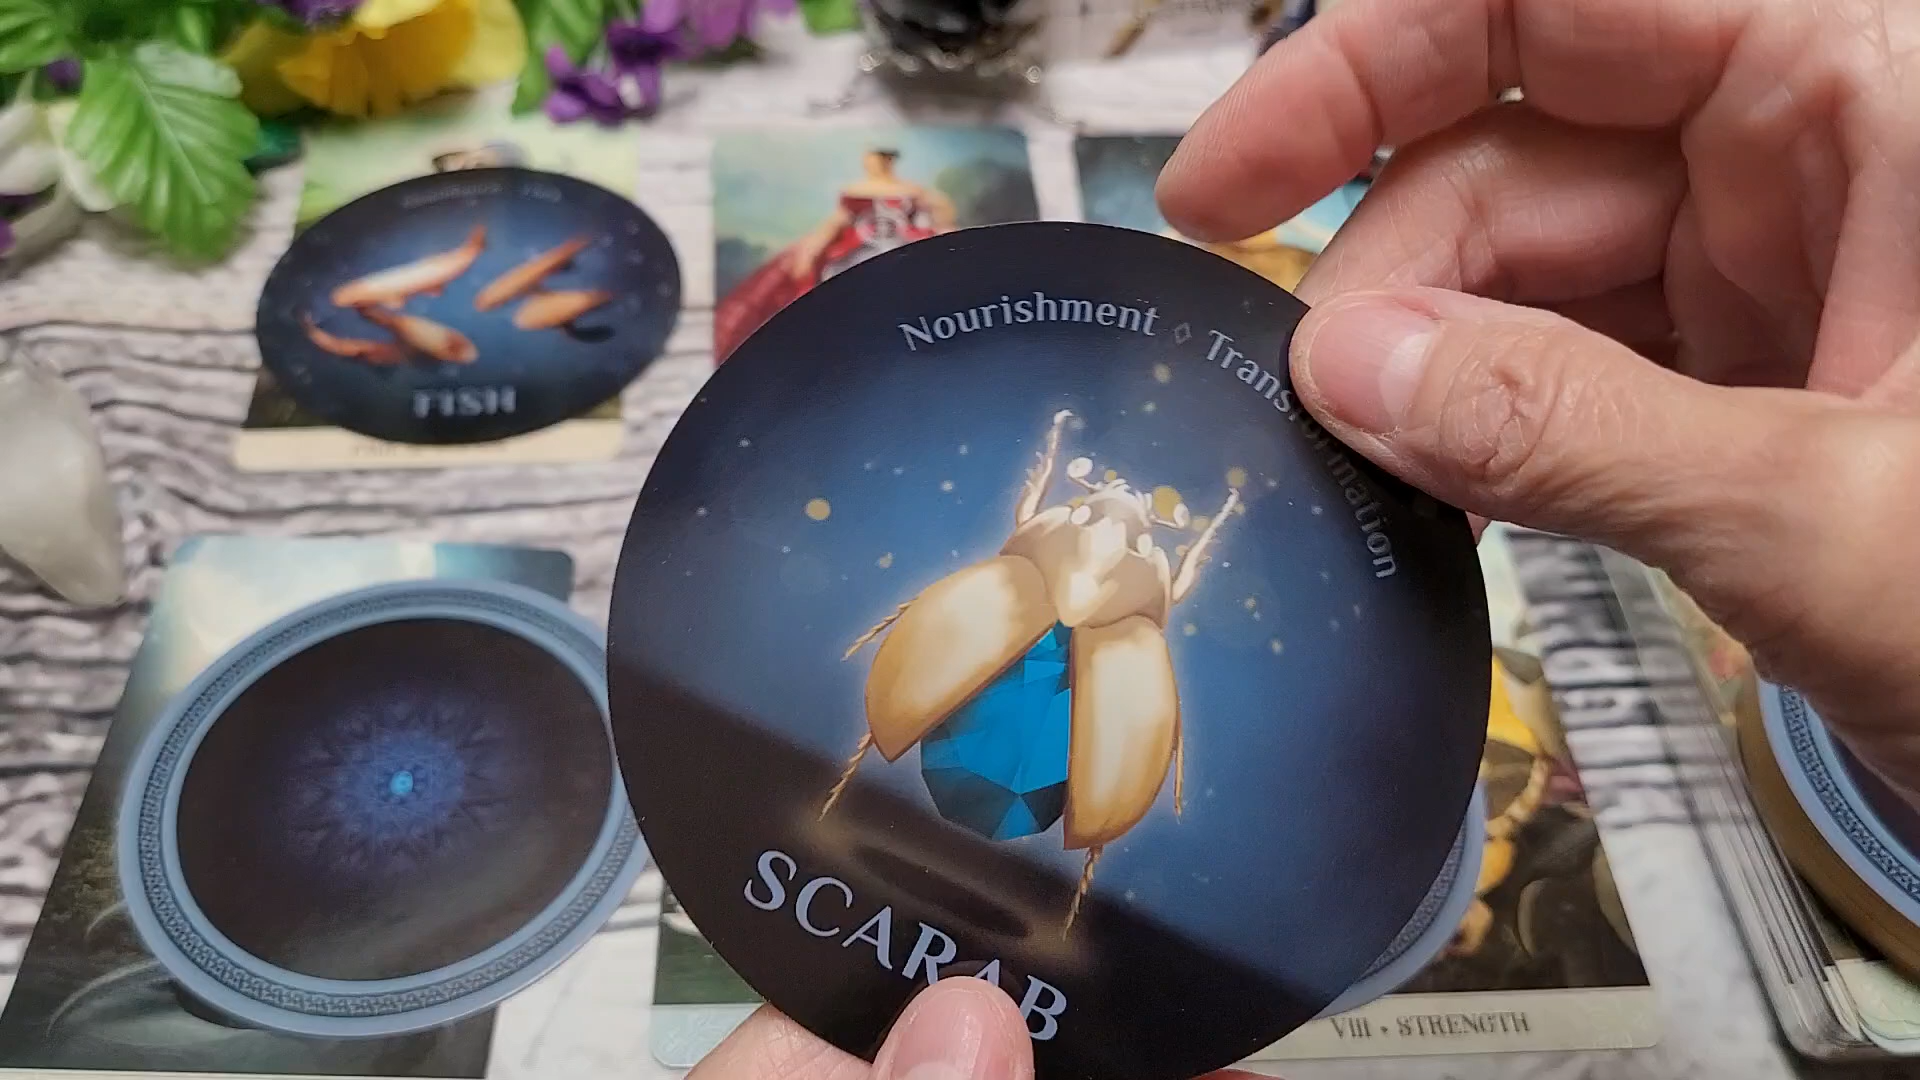 Nourishment ◇ Transformation
FISH
SCARAB
VIII • STRENGTH